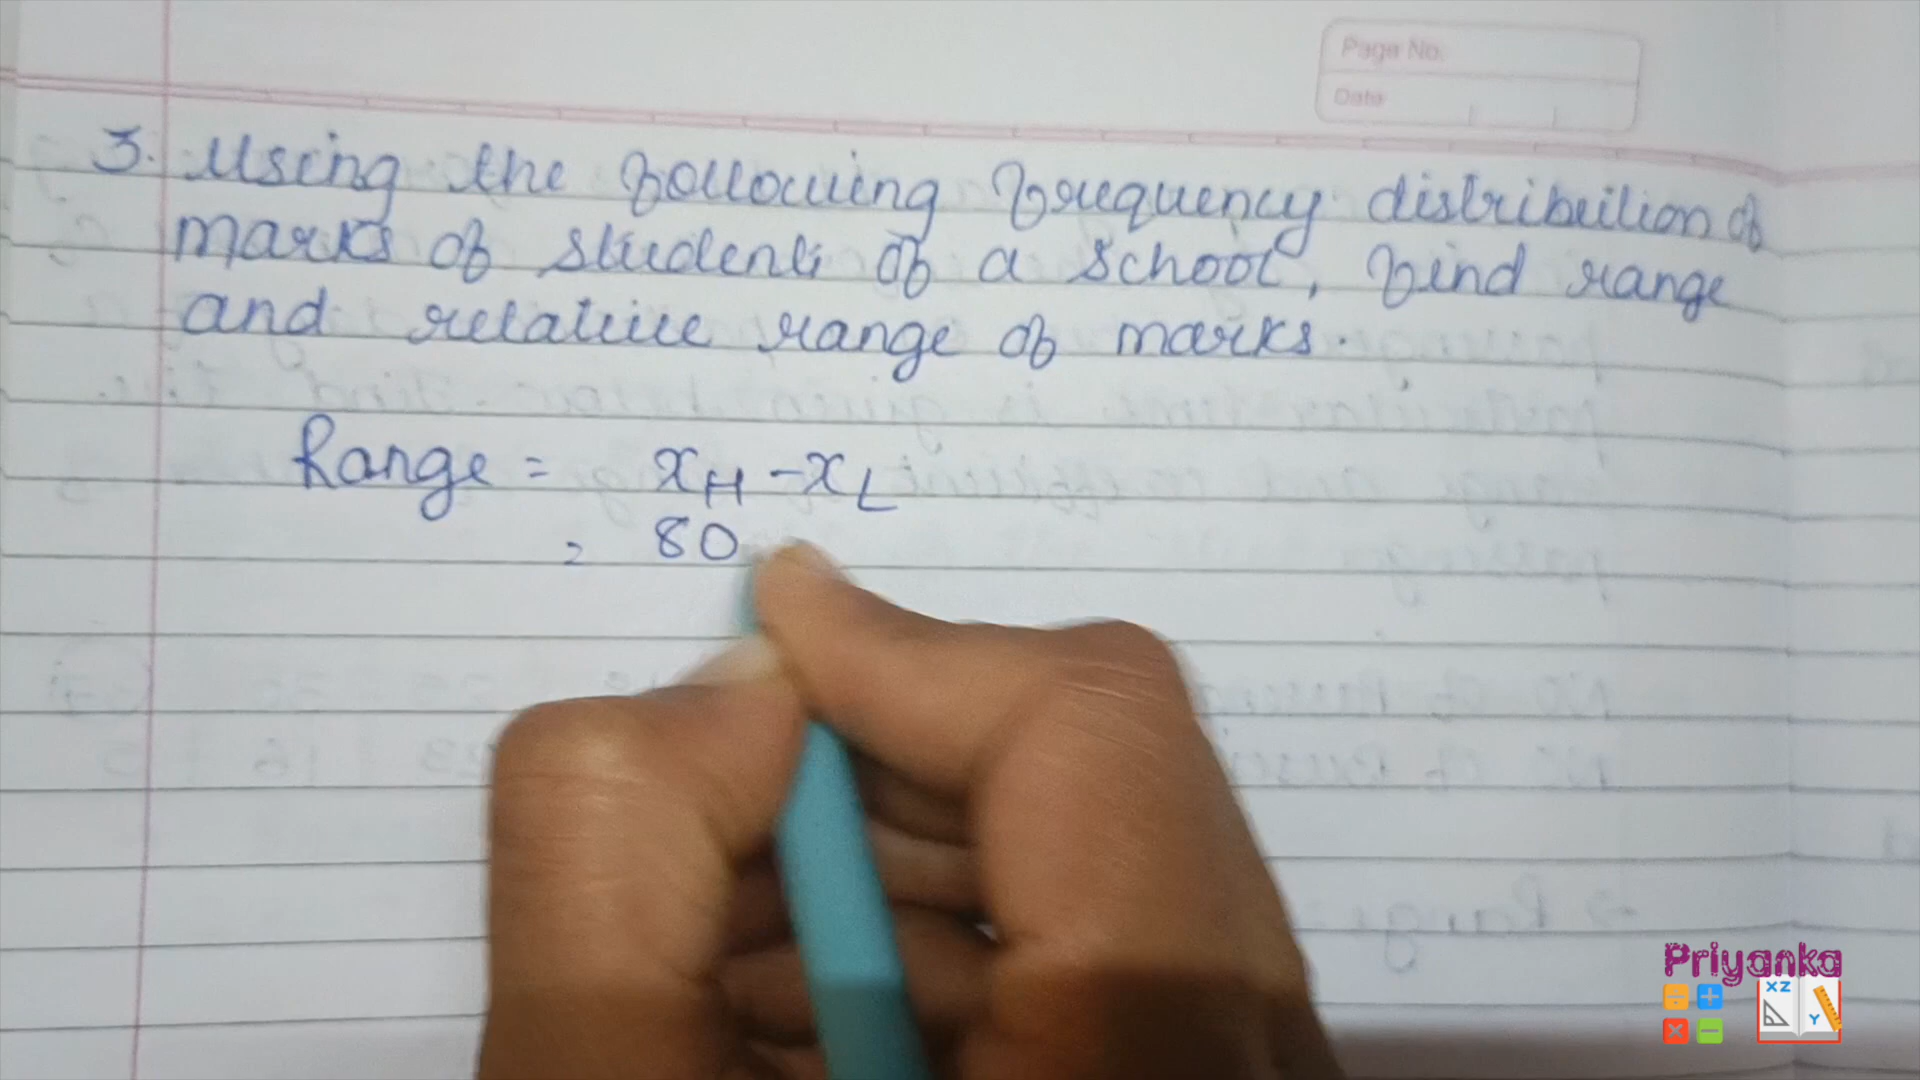 Page No.
Date
3. Using the following frequency distribution of
marks of students of a school, find range
and relative range of marks.
Range = xH - xL
= 80
Priyanka
XZ
Y